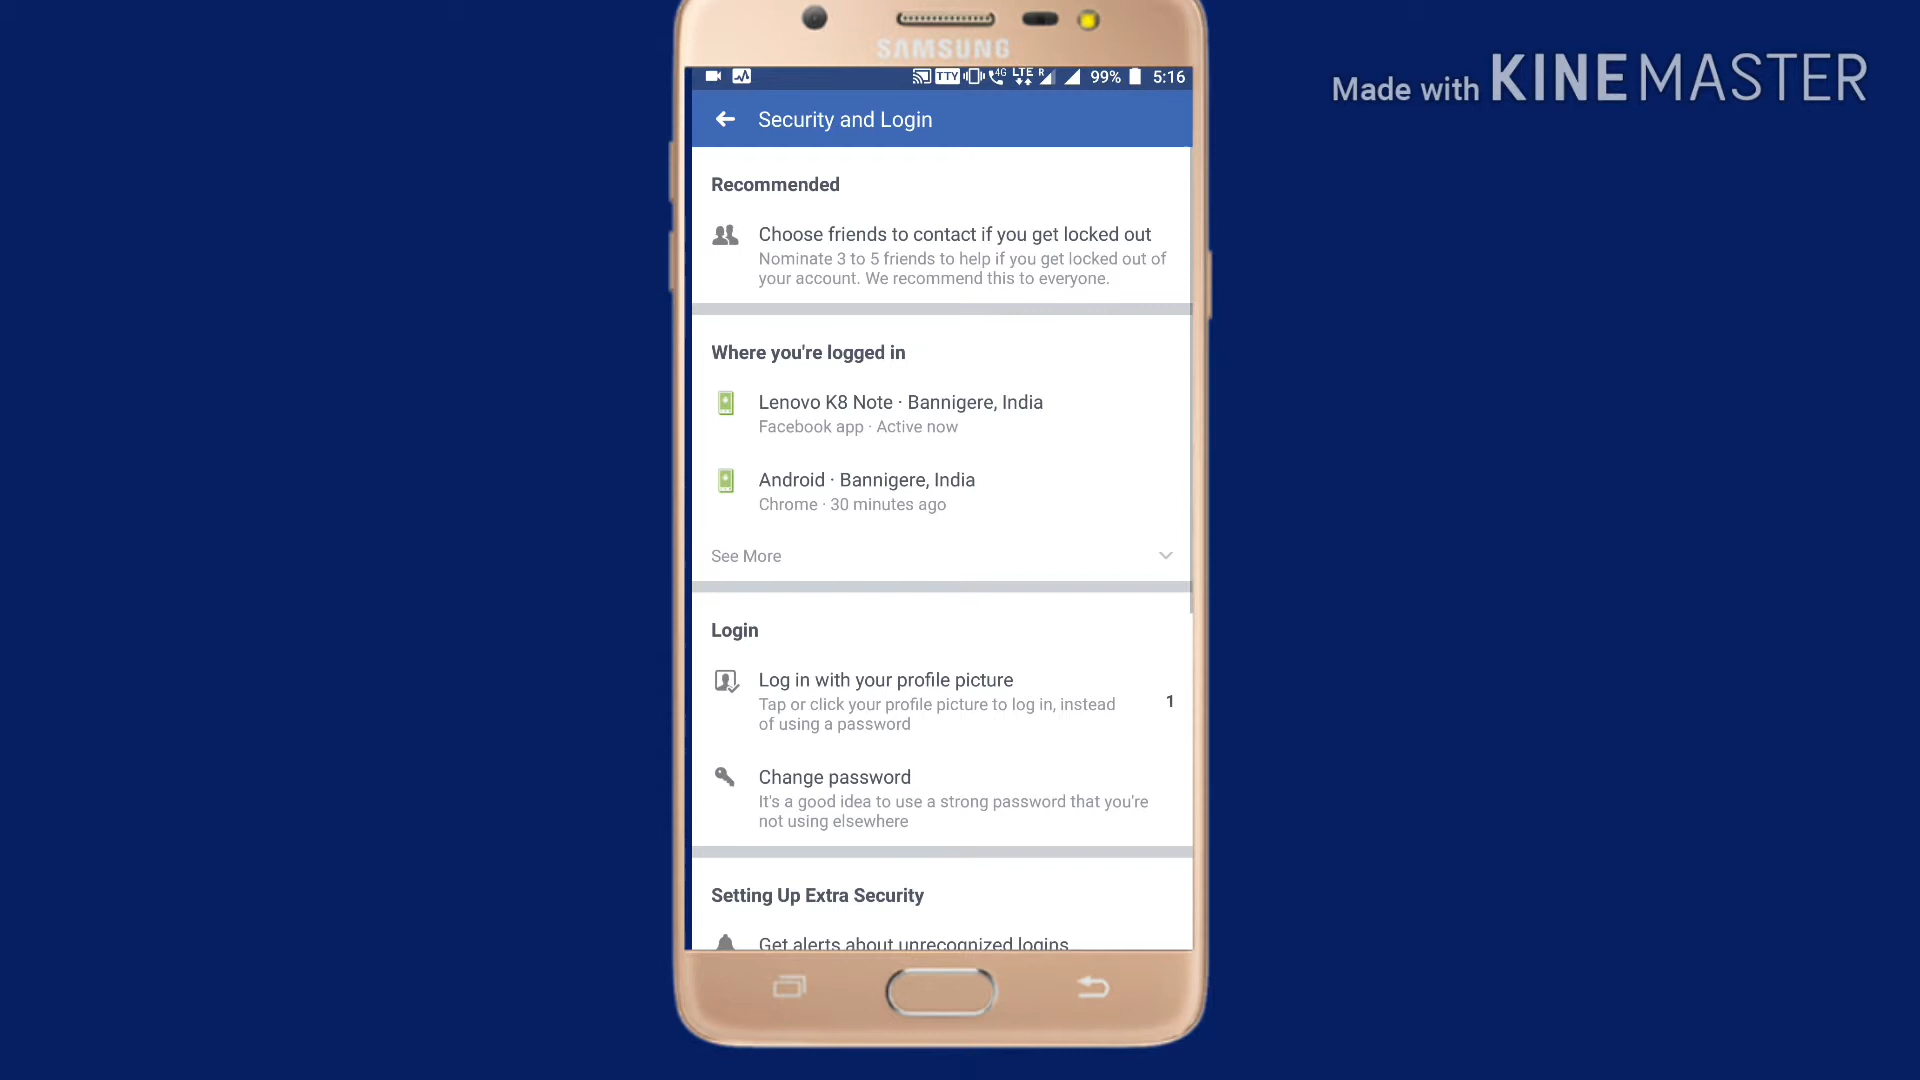 SAMSUNG
Made with KINEMASTER
TTY 4G LTE R 99% 5:16
Security and Login
Recommended
Choose friends to contact if you get locked out
Nominate 3 to 5 friends to help if you get locked out of
your account. We recommend this to everyone.
Where you're logged in
Lenovo K8 Note · Bannigere, India
Facebook app · Active now
Android · Bannigere, India
Chrome · 30 minutes ago
See More
Login
Log in with your profile picture
Tap or click your profile picture to log in, instead
of using a password
1
Change password
It's a good idea to use a strong password that you're
not using elsewhere
Setting Up Extra Security
Get alerts about unrecognized logins